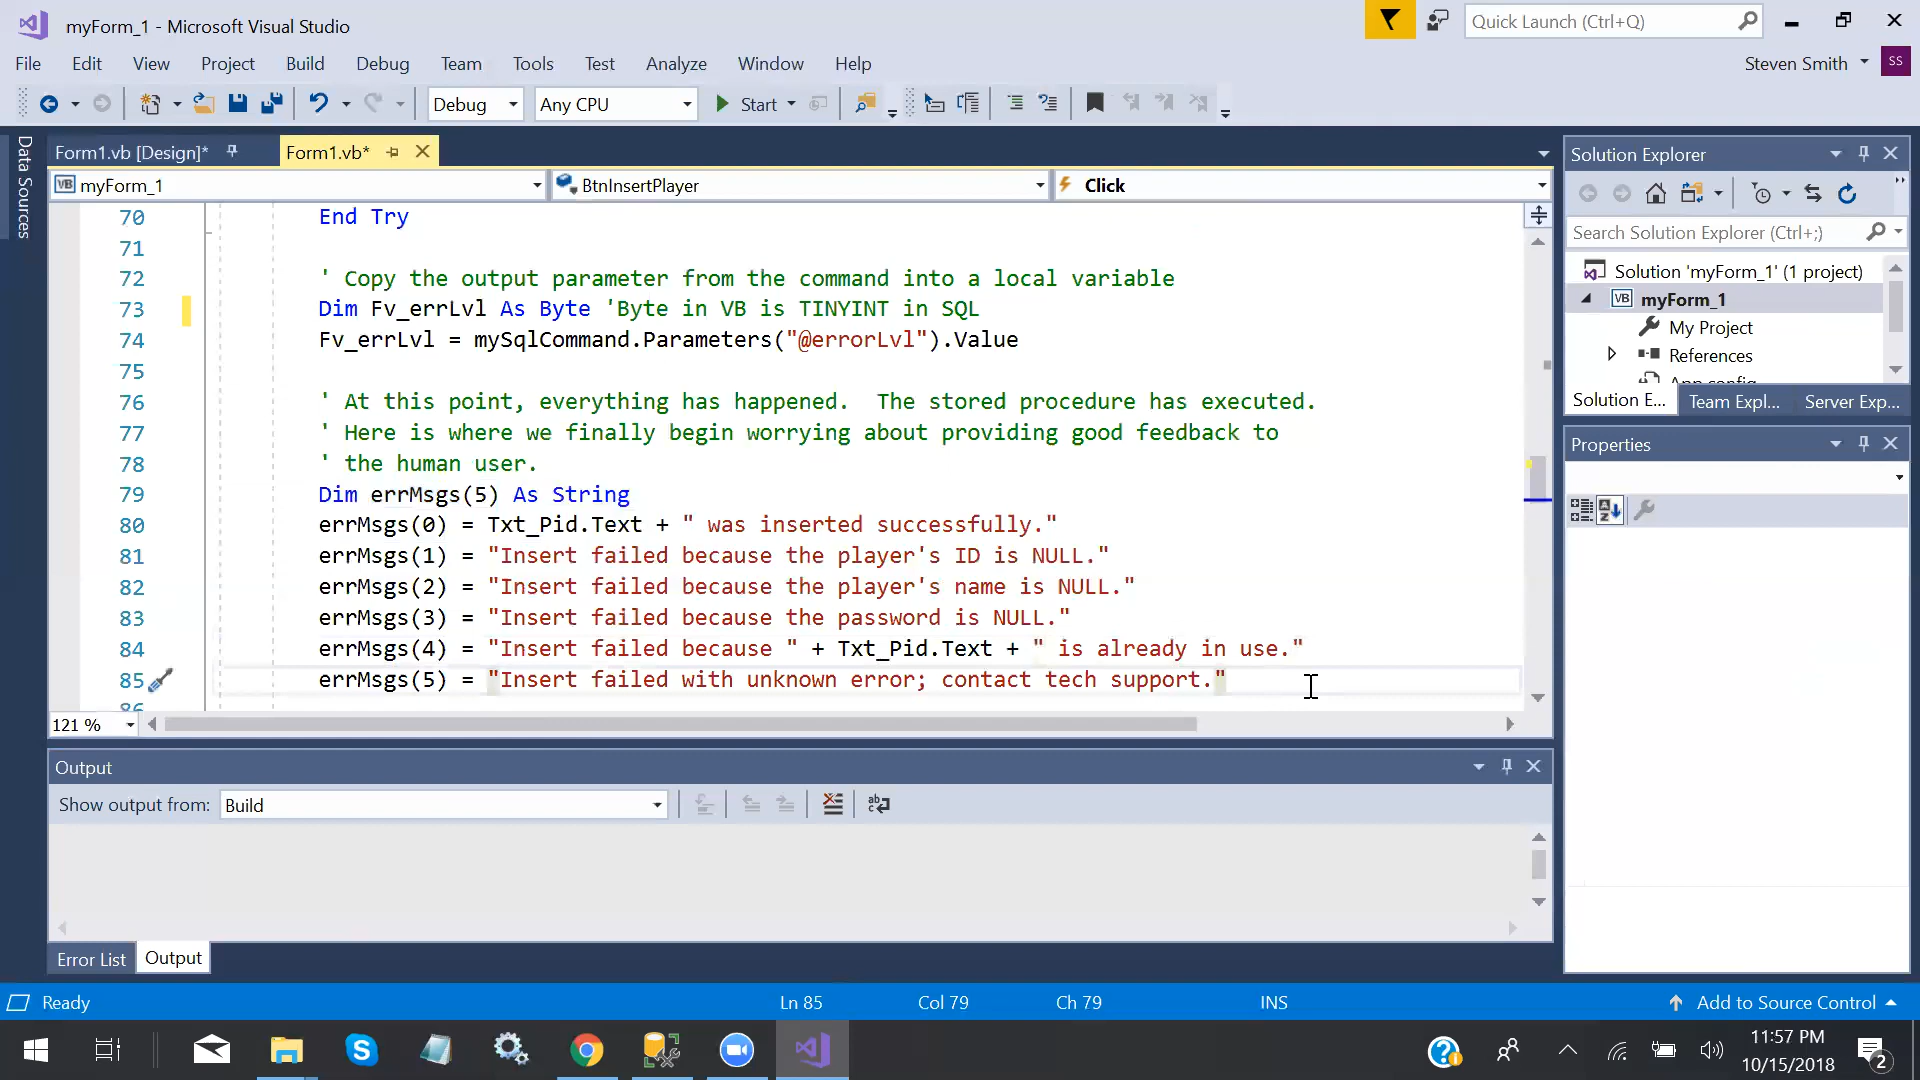 myForm_1 - Microsoft Visual Studio
Quick Launch (Ctrl+Q)
File Edit View Project Build Debug Team Tools Test Analyze Window Help
Steven Smith SS
Debug Any CPU Start
Data Sources
Form1.vb [Design]* Form1.vb*
VB myForm_1 BtnInsertPlayer Click
70 End Try
71
72 ' Copy the output parameter from the command into a local variable
73 Dim Fv_errLvl As Byte 'Byte in VB is TINYINT in SQL
74 Fv_errLvl = mySqlCommand.Parameters("@errorLvl").Value
75
76 ' At this point, everything has happened.  The stored procedure has executed.
77 ' Here is where we finally begin worrying about providing good feedback to
78 ' the human user.
79 Dim errMsgs(5) As String
80 errMsgs(0) = Txt_Pid.Text + " was inserted successfully."
81 errMsgs(1) = "Insert failed because the player's ID is NULL."
82 errMsgs(2) = "Insert failed because the player's name is NULL."
83 errMsgs(3) = "Insert failed because the password is NULL."
84 errMsgs(4) = "Insert failed because " + Txt_Pid.Text + " is already in use."
85 errMsgs(5) = "Insert failed with unknown error; contact tech support."
86
121 %
Solution Explorer
Search Solution Explorer (Ctrl+;)
Solution 'myForm_1' (1 project)
VB myForm_1
My Project
References
App.config
Solution E... Team Expl... Server Exp...
Properties
Output
Show output from: Build
Error List Output
Ready Ln 85 Col 79 Ch 79 INS Add to Source Control
11:57 PM
10/15/2018
2